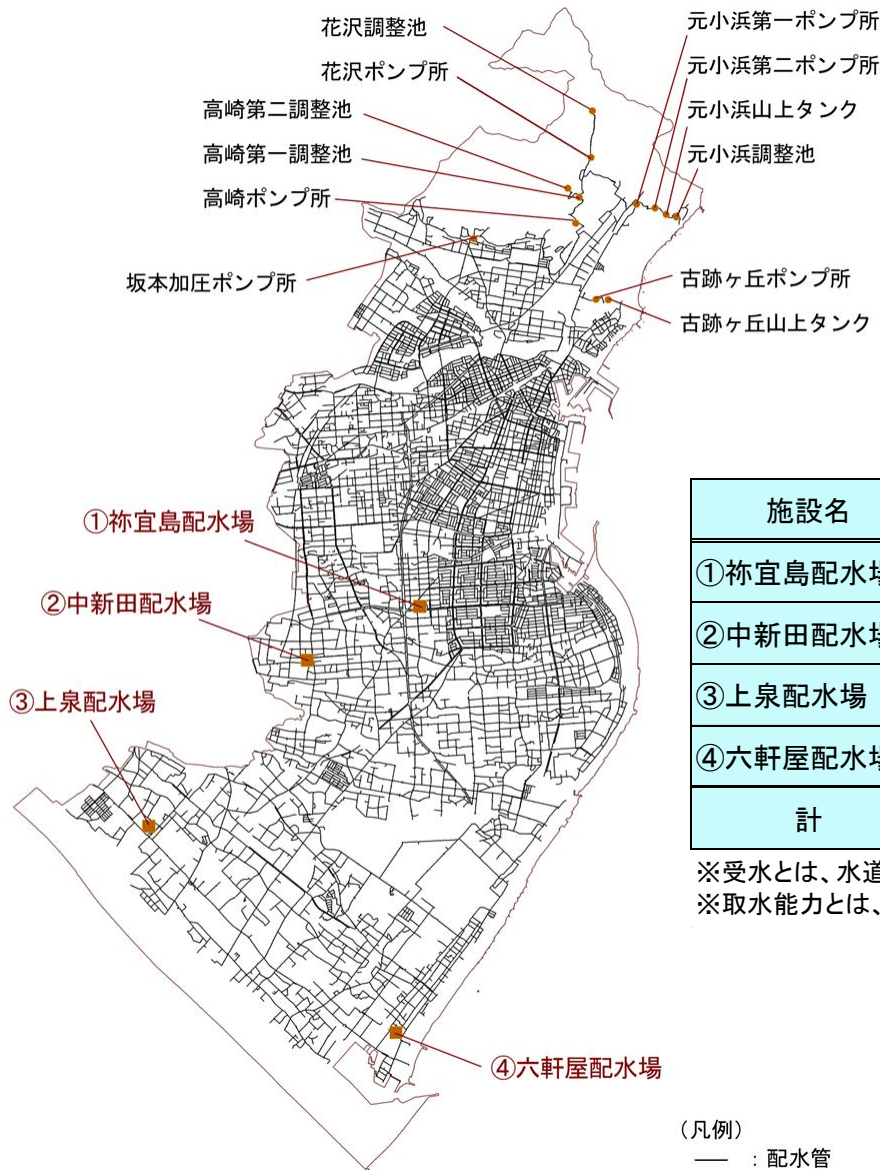 花沢調整池
花沢ポンプ所
高崎第二調整池
高崎第一調整池
高崎ポンプ所
坂本加圧ポンプ所
元小浜第一ポンプ所
元小浜第二ポンプ所
元小浜山上タンク
元小浜調整池
古跡ヶ丘ポンプ所
古跡ヶ丘山上タンク
①祢宜島配水場
②中新田配水場
③上泉配水場
④六軒屋配水場
施設名
①祢宜島配水場
②中新田配水場
③上泉配水場
④六軒屋配水場
計
※受水とは、水道
※取水能力とは、
（凡例）
── ：配水管